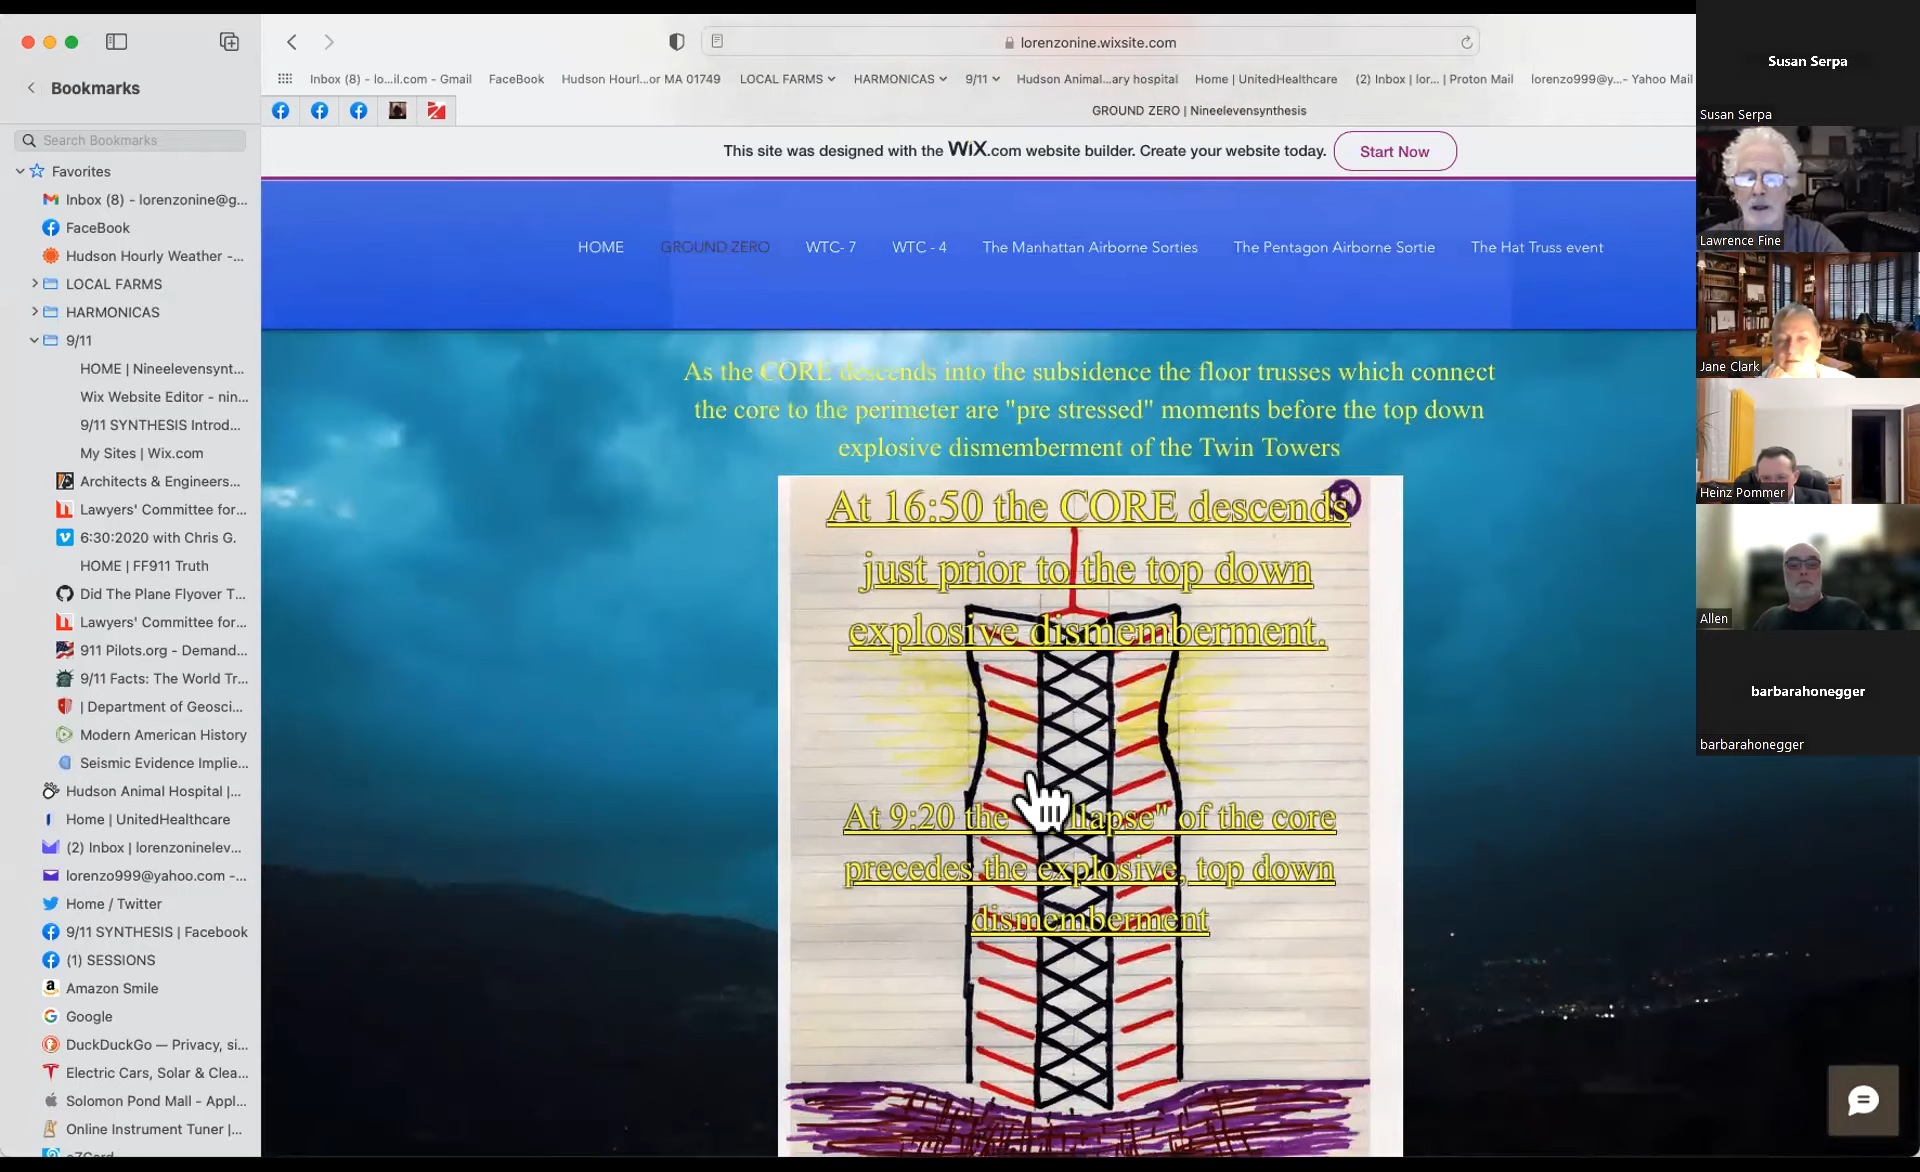 lorenzonine.wixsite.com
Bookmarks
Inbox (8) - lo...il.com - Gmail
FaceBook
Hudson Hourl...or MA 01749
LOCAL FARMS
HARMONICAS
9/11
Hudson Animal...ary hospital
Home | UnitedHealthcare
(2) Inbox | lor... | Proton Mail
lorenzo999@y...- Yahoo Mail
GROUND ZERO | Nineelevensynthesis
Search Bookmarks
Favorites
Inbox (8) - lorenzonine@g...
FaceBook
Hudson Hourly Weather -...
LOCAL FARMS
HARMONICAS
9/11
HOME | Nineelevensynt...
Wix Website Editor - nin...
9/11 SYNTHESIS Introd...
My Sites | Wix.com
Architects & Engineers...
Lawyers' Committee for...
6:30:2020 with Chris G.
HOME | FF911 Truth
Did The Plane Flyover T...
Lawyers' Committee for...
911 Pilots.org - Demand...
9/11 Facts: The World Tr...
| Department of Geosci...
Modern American History
Seismic Evidence Implie...
Hudson Animal Hospital |...
Home | UnitedHealthcare
(2) Inbox | lorenzoninelev...
lorenzo999@yahoo.com -...
Home / Twitter
9/11 SYNTHESIS | Facebook
(1) SESSIONS
Amazon Smile
Google
DuckDuckGo — Privacy, si...
Electric Cars, Solar & Clea...
Solomon Pond Mall - Appl...
Online Instrument Tuner |...
This site was designed with the WiX.com website builder. Create your website today.
Start Now
HOME
GROUND ZERO
WTC- 7
WTC - 4
The Manhattan Airborne Sorties
The Pentagon Airborne Sortie
The Hat Truss event
As the CORE descends into the subsidence the floor trusses which connect
the core to the perimeter are "pre stressed" moments before the top down
explosive dismemberment of the Twin Towers
At 16:50 the CORE descends
just prior to the top down
explosive dismemberment.
At 9:20 the llapse" of the core
precedes the explosive, top down
dismemberment
Susan Serpa
Susan Serpa
Lawrence Fine
Jane Clark
Heinz Pommer
Allen
barbarahonegger
barbarahonegger